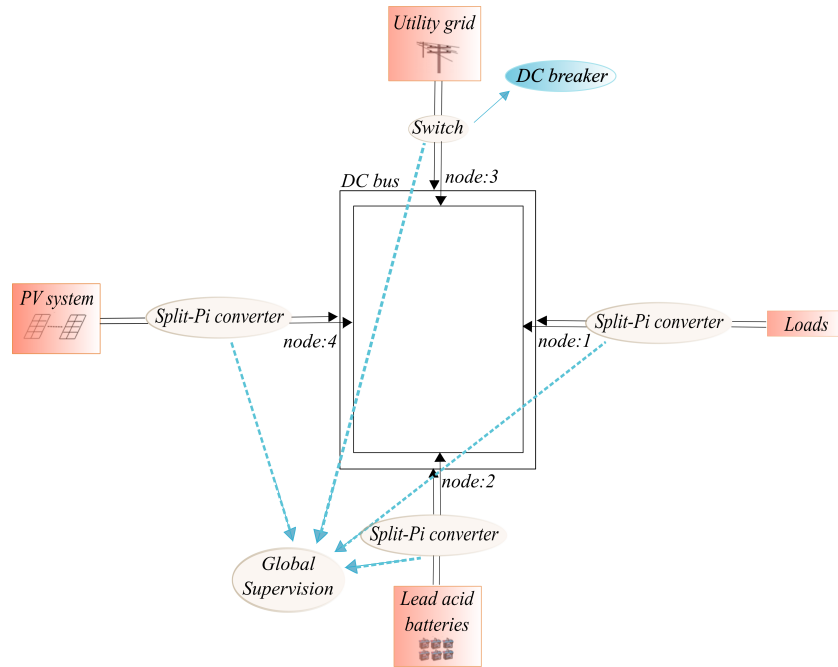 Utility grid
DC breaker
Switch
node:3
DC bus
PV system
Split-Pi converter
node:4
Split-Pi converter
node:1
Loads
node:2
Split-Pi converter
Global
Supervision
Lead acid
batteries